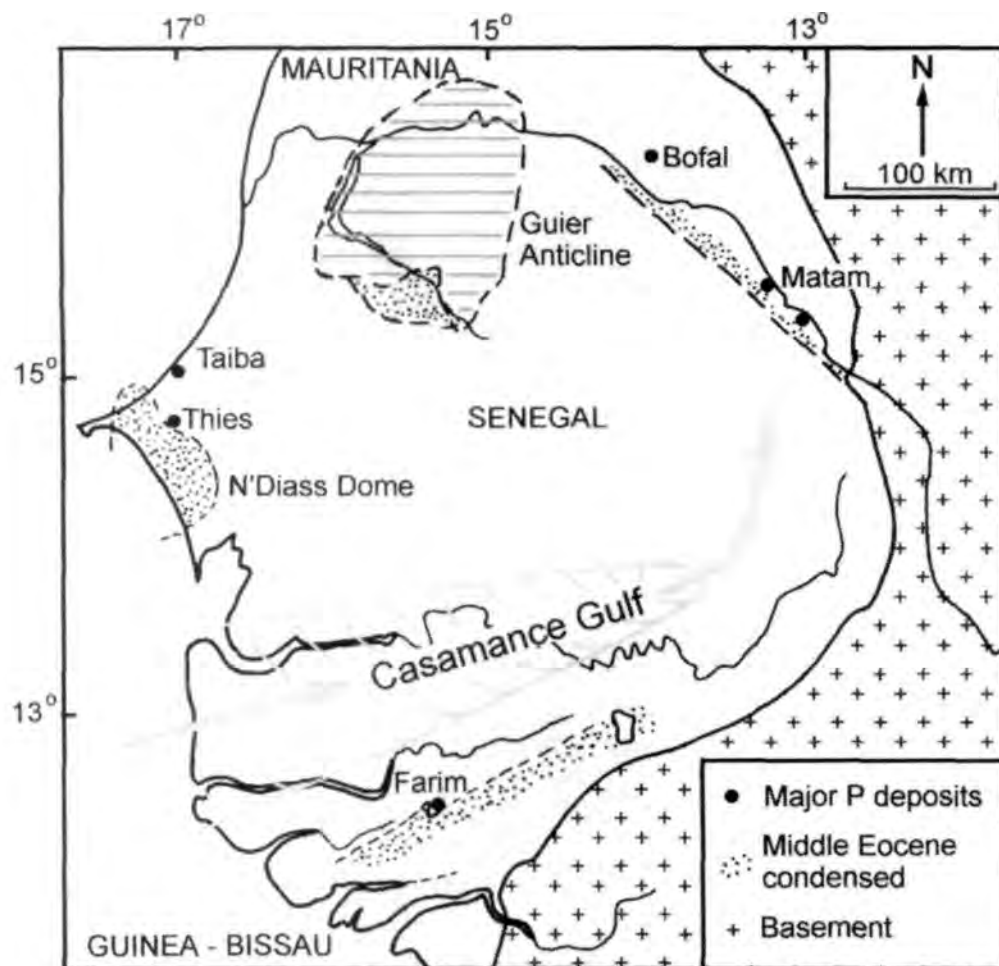 17° 15° 13°
MAURITANIA
N
100 km
Bofal
Guier
Anticline
Matam
Taiba
15°
Thies
SENEGAL
N'Diass Dome
Casamance Gulf
13°
Farim
Major P deposits
Middle Eocene
condensed
Basement
GUINEA - BISSAU